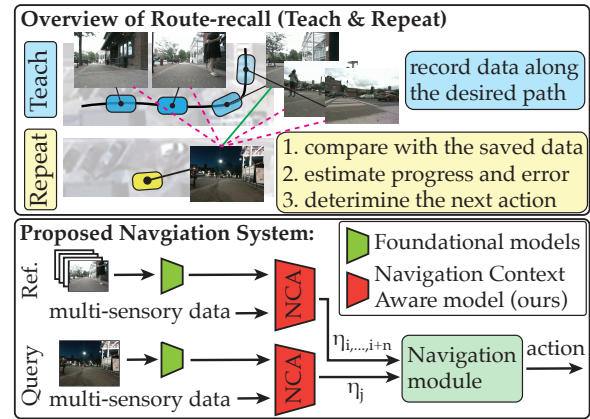 Overview of Route-recall (Teach & Repeat)
Teach
record data along
the desired path
Repeat
1. compare with the saved data
2. estimate progress and error
3. deterimine the next action
Proposed Navgiation System:
Foundational models
Navigation Context
Aware model (ours)
Ref.
multi-sensory data
NCA
η_{i,...,i+n}
Query
multi-sensory data
NCA
η_j
Navigation
module
action